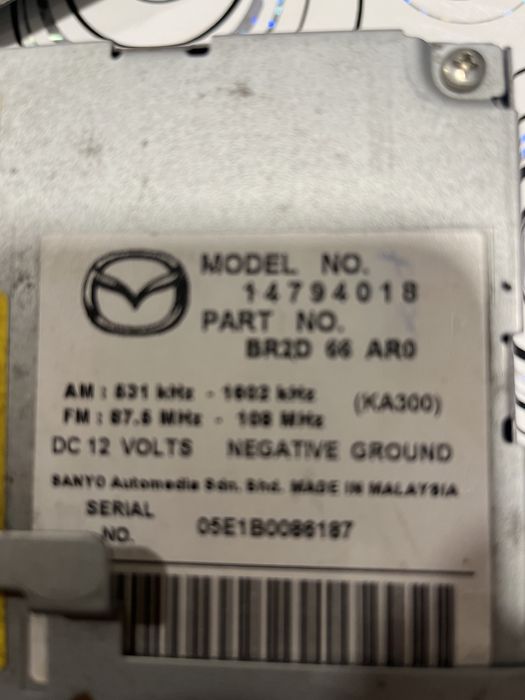 MODEL NO.
14794018
PART NO.
BR2D 66 AR0
AM : 531 kHz - 1602 kHz
FM : 87.5 MHz - 108 MHz
(KA300)
DC 12 VOLTS NEGATIVE GROUND
SANYO Automedia Sdn. Bhd. MADE IN MALAYSIA
SERIAL
NO.
05E1B0086187